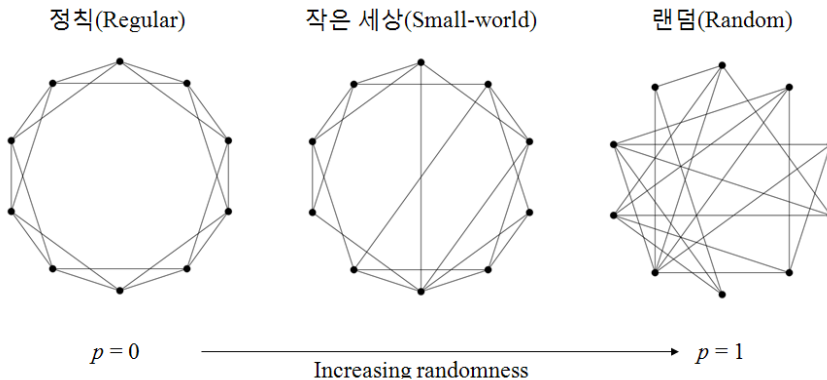 정칙(Regular)
작은 세상(Small-world)
랜덤(Random)
p = 0
p = 1
Increasing randomness